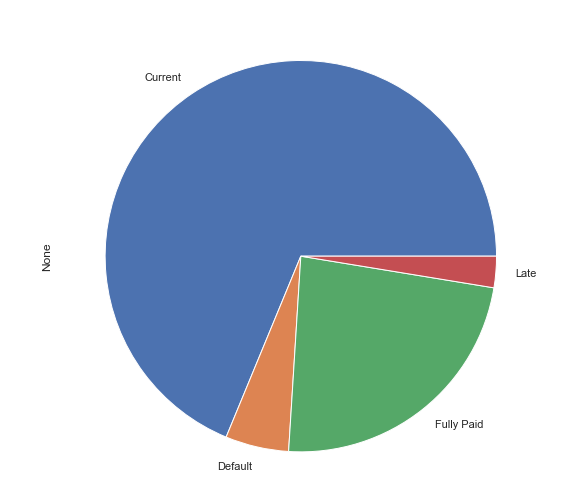 Current
None
Late
Fully Paid
Default